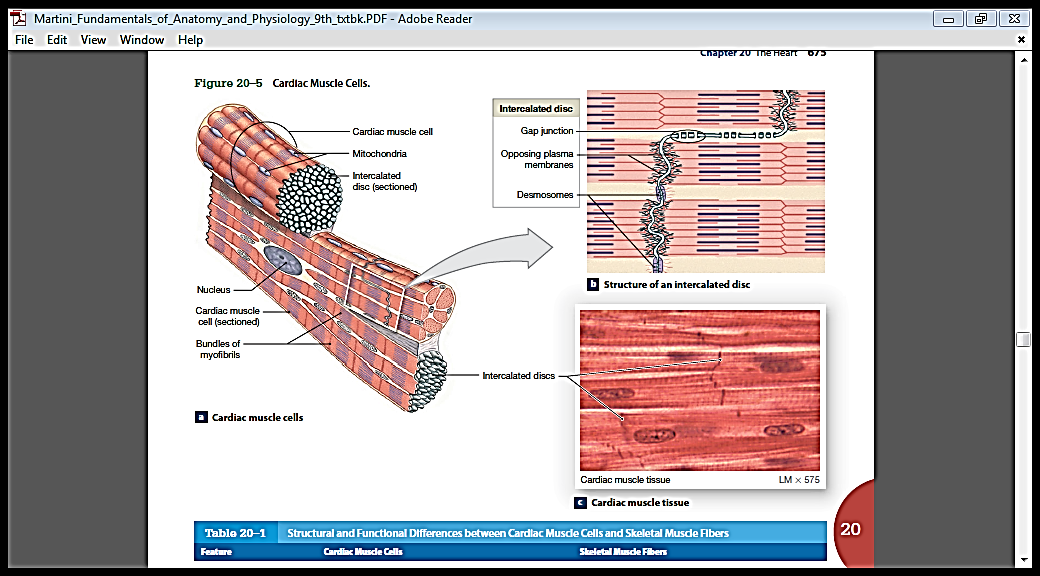 Martini_Fundamentals_of_Anatomy_and_Physiology_9th_txtbk.PDF - Adobe Reader
File Edit View Window Help
Chapter 20 The Heart 675
Figure 20–5 Cardiac Muscle Cells.
Cardiac muscle cell
Mitochondria
Intercalated
disc (sectioned)
Nucleus
Cardiac muscle
cell (sectioned)
Bundles of
myofibrils
Intercalated discs
a Cardiac muscle cells
Intercalated disc
Gap junction
Opposing plasma
membranes
Desmosomes
b Structure of an intercalated disc
Cardiac muscle tissue LM × 575
c Cardiac muscle tissue
20
Table 20–1 Structural and Functional Differences between Cardiac Muscle Cells and Skeletal Muscle Fibers
Feature Cardiac Muscle Cells Skeletal Muscle Fibers